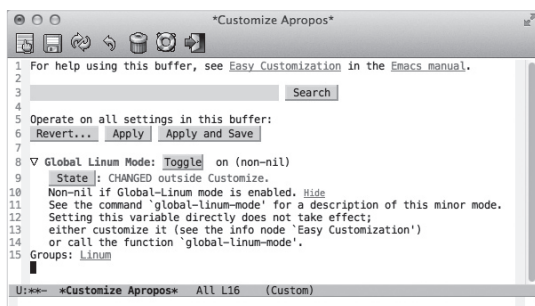 *Customize Apropos*
1 For help using this buffer, see Easy Customization in the Emacs manual.
2
3 Search
4
5 Operate on all settings in this buffer:
6 Revert... Apply Apply and Save
7
8 ▽ Global Linum Mode: Toggle on (non-nil)
9 State : CHANGED outside Customize.
10 Non-nil if Global-Linum mode is enabled. Hide
11 See the command `global-linum-mode' for a description of this minor mode.
12 Setting this variable directly does not take effect;
13 either customize it (see the info node `Easy Customization')
14 or call the function `global-linum-mode'.
15 Groups: Linum
U:**- *Customize Apropos* All L16 (Custom)